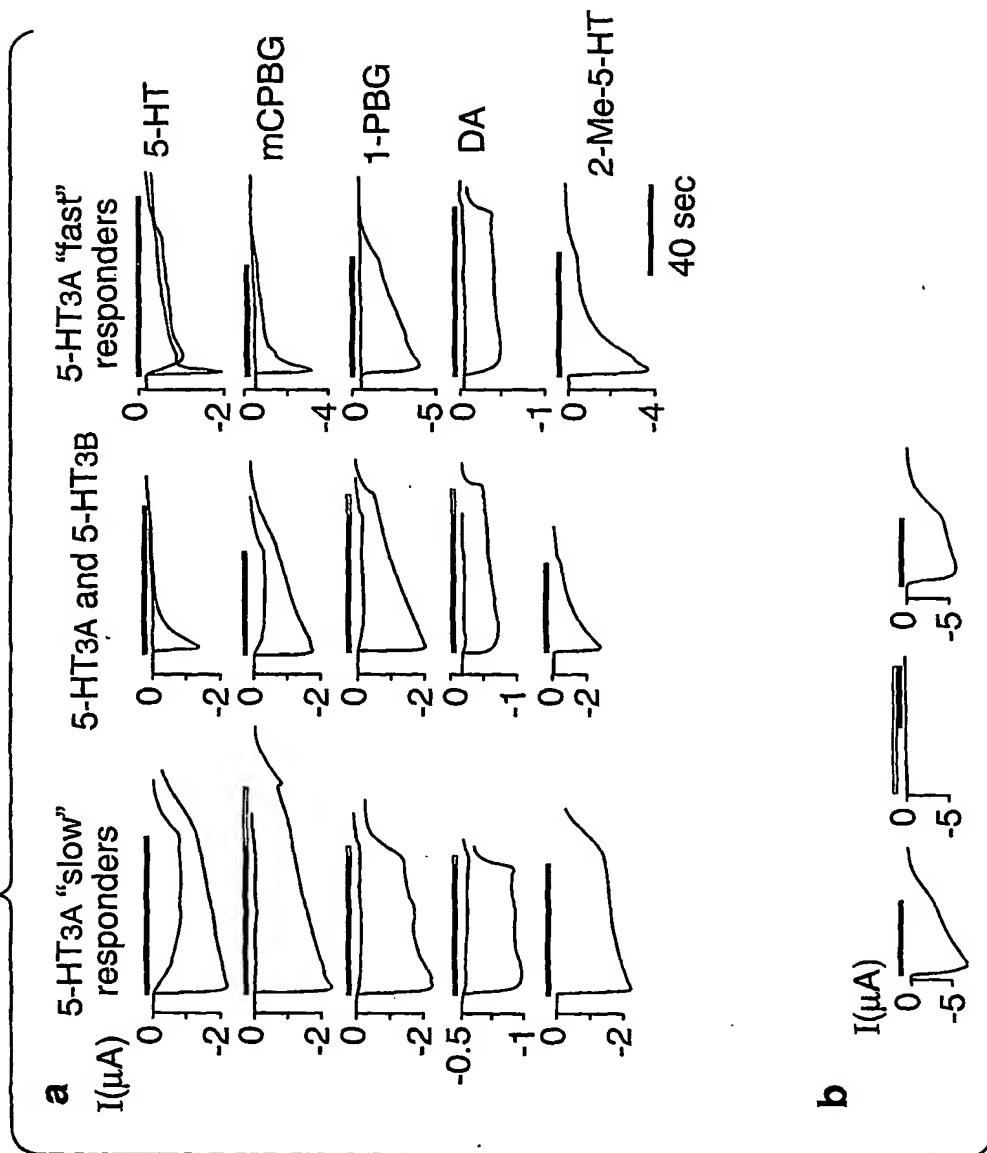 a
5-HT3A “slow” responders
5-HT3A and 5-HT3B
5-HT3A “fast” responders
I(µA)
0 0 0 5-HT
-2 -2 -2
0 0 0 mCPBG
-2 -2 -4
0 0 0 1-PBG
-2 -2 -5
-0.5 0 0 DA
-1 -1 -1
0 0 0 2-Me-5-HT
-2 -2 -4
40 sec
b
I(µA)
0 0 0
-5 -5 -5